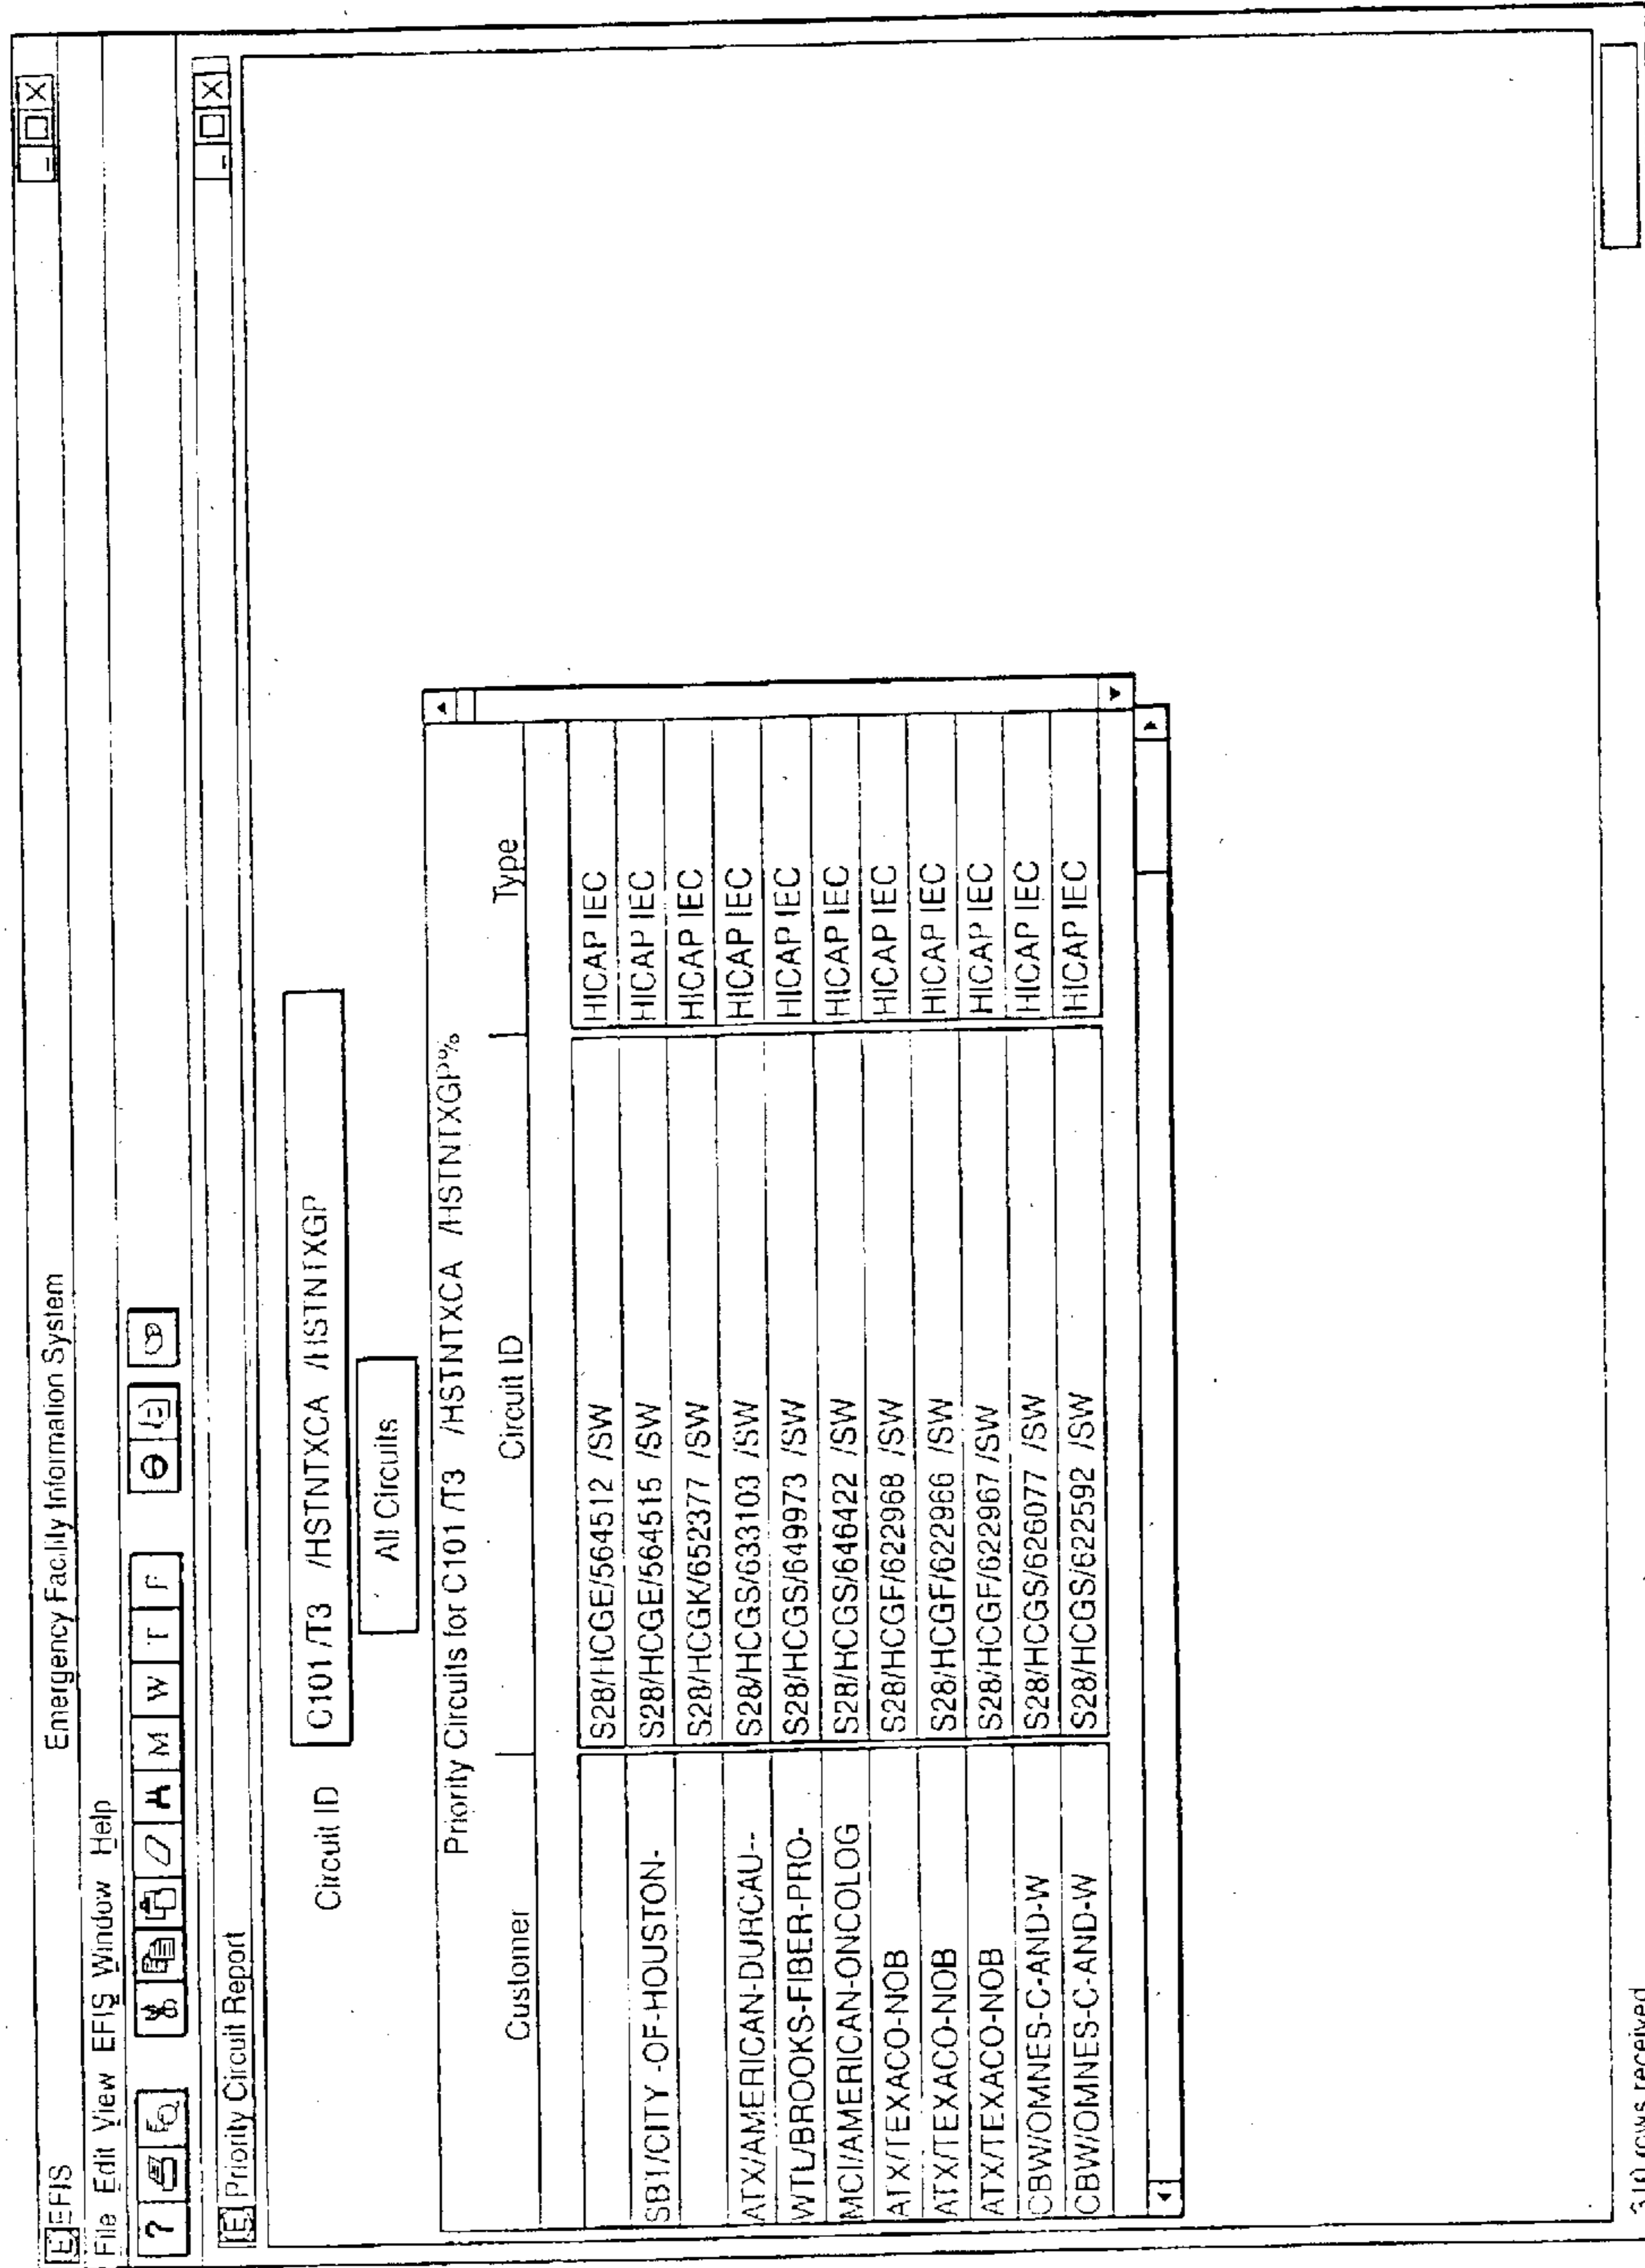 EFIS
Emergency Facility Information System
File Edit View EFIS Window Help
? A M W T F
Priority Circuit Report
Circuit ID C101 /T3 /HSTNTXCA /HSTNTXGP
All Circuits
Priority Circuits for C101 /T3 /HSTNTXCA /HSTNTXGP%
Customer Circuit ID Type
S28/HCGE/564512 /SW HICAP IEC
SB1/CITY -OF-HOUSTON- S28/HCGE/564515 /SW HICAP IEC
S28/HCGK/652377 /SW HICAP IEC
ATX/AMERICAN-DURCAU-- S28/HCGS/633103 /SW HICAP IEC
WTL/BROOKS-FIBER-PRO- S28/HCGS/649973 /SW HICAP IEC
MCI/AMERICAN-ONCOLOG S28/HCGS/646422 /SW HICAP IEC
ATX/TEXACO-NOB S28/HCGF/622968 /SW HICAP IEC
ATX/TEXACO-NOB S28/HCGF/622966 /SW HICAP IEC
ATX/TEXACO-NOB S28/HCGF/622967 /SW HICAP IEC
CBW/OMNES-C-AND-W S28/HCGS/626077 /SW HICAP IEC
CBW/OMNES-C-AND-W S28/HCGS/622592 /SW HICAP IEC
rows received